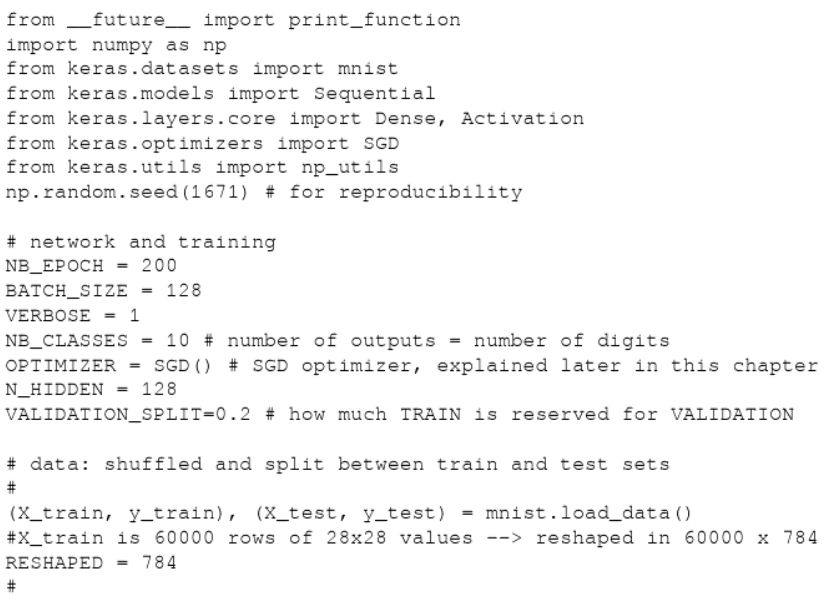 from __future__ import print_function
import numpy as np
from keras.datasets import mnist
from keras.models import Sequential
from keras.layers.core import Dense, Activation
from keras.optimizers import SGD
from keras.utils import np_utils
np.random.seed(1671) # for reproducibility
# network and training
NB_EPOCH = 200
BATCH_SIZE = 128
VERBOSE = 1
NB_CLASSES = 10 # number of outputs = number of digits
OPTIMIZER = SGD() # SGD optimizer, explained later in this chapter
N_HIDDEN = 128
VALIDATION_SPLIT=0.2 # how much TRAIN is reserved for VALIDATION
# data: shuffled and split between train and test sets
#
(X_train, y_train), (X_test, y_test) = mnist.load_data()
#X_train is 60000 rows of 28x28 values --> reshaped in 60000 x 784
RESHAPED = 784
#